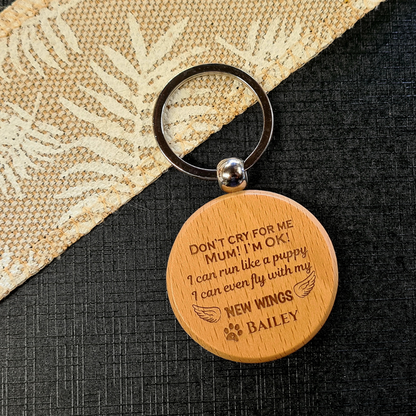 DON'T CRY FOR ME
MUM! I'M OK!
I can run like a puppy
I can even fly with my
NEW WINGS
BAILEY